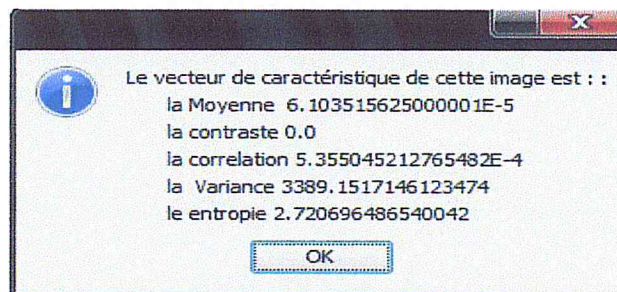 Le vecteur de caractéristique de cette image est : :
la Moyenne 6.103515625000001E-5
la contraste 0.0
la correlation 5.355045212765482E-4
la Variance 3389.1517146123474
le entropie 2.720696486540042
OK